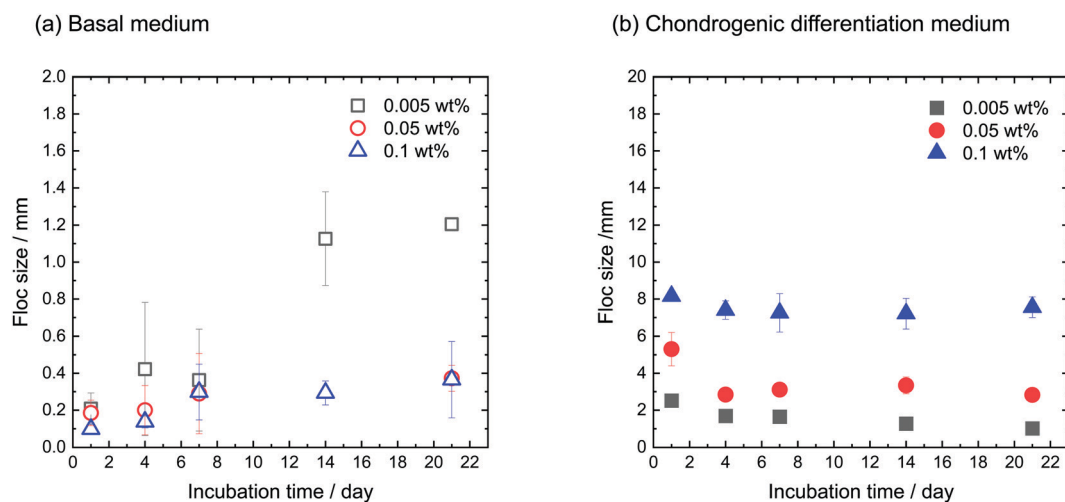 (a) Basal medium
2.0
1.8
1.6
1.4
1.2
1.0
0.8
0.6
0.4
0.2
0.0
Floc size / mm
0.005 wt%
0.05 wt%
0.1 wt%
0 2 4 6 8 10 12 14 16 18 20 22
Incubation time / day
(b) Chondrogenic differentiation medium
20
18
16
14
12
10
8
6
4
2
0
Floc size /mm
0.005 wt%
0.05 wt%
0.1 wt%
0 2 4 6 8 10 12 14 16 18 20 22
Incubation time / day